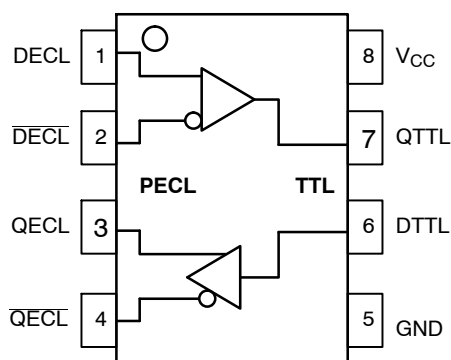 DECL 1 8 VCC
DECL 2 7 QTTL
PECL TTL
QECL 3 6 DTTL
QECL 4 5 GND